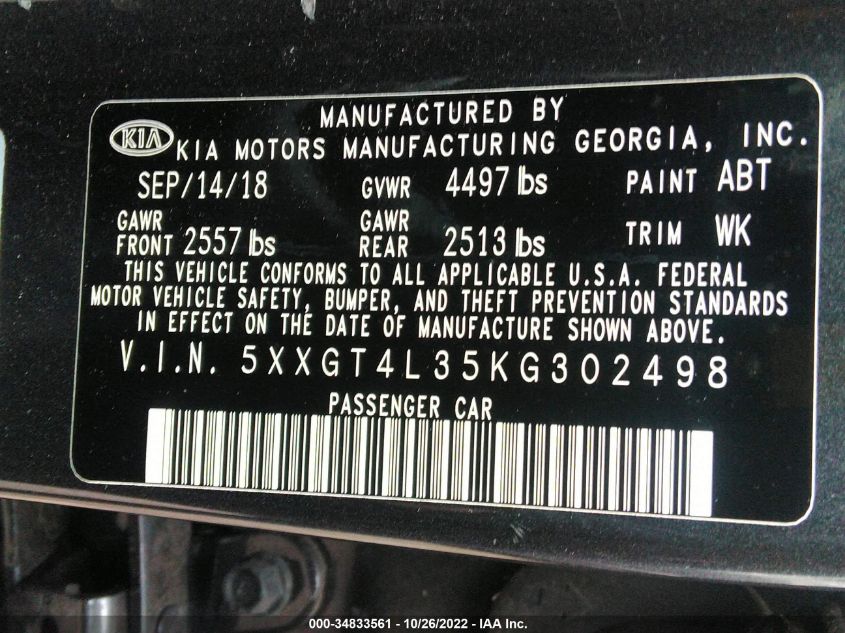 MANUFACTURED BY
KIA KIA MOTORS MANUFACTURING GEORGIA, INC.
SEP/14/18 GVWR 4497 lbs PAINT ABT
GAWR FRONT 2557 lbs GAWR REAR 2513 lbs TRIM WK
THIS VEHICLE CONFORMS TO ALL APPLICABLE U.S.A. FEDERAL
MOTOR VEHICLE SAFETY, BUMPER, AND THEFT PREVENTION STANDARDS
IN EFFECT ON THE DATE OF MANUFACTURE SHOWN ABOVE.
V.I.N. 5XXGT4L35KG302498
PASSENGER CAR
000-34833561 - 10/26/2022 - IAA Inc.